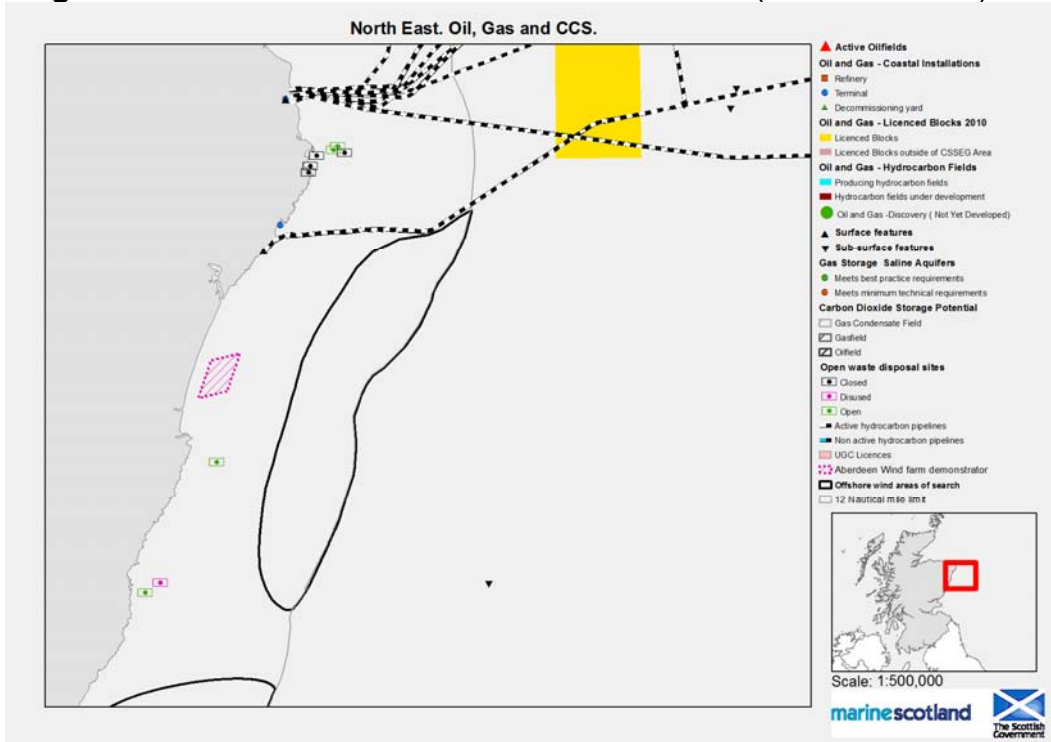 North East. Oil, Gas and CCS.
Active Oilfields
Oil and Gas - Coastal Installations
Refinery
Terminal
Decommissioning yard
Oil and Gas - Licenced Blocks 2010
Licenced Blocks
Licenced Blocks outside of CSSEG Area
Oil and Gas - Hydrocarbon Fields
Producing hydrocarbon fields
Hydrocarbon fields under development
Oil and Gas -Discovery ( Not Yet Developed)
Surface features
Sub-surface features
Gas Storage Saline Aquifers
Meets best practice requirements
Meets minimum technical requirements
Carbon Dioxide Storage Potential
Gas Condensate Field
Gasfield
Oilfield
Open waste disposal sites
Closed
Disused
Open
Active hydrocarbon pipelines
Non active hydrocarbon pipelines
UGC Licences
Aberdeen Wind farm demonstrator
Offshore wind areas of search
12 Nautical mile limit
Scale: 1:500,000
marinescotland
The Scottish
Government